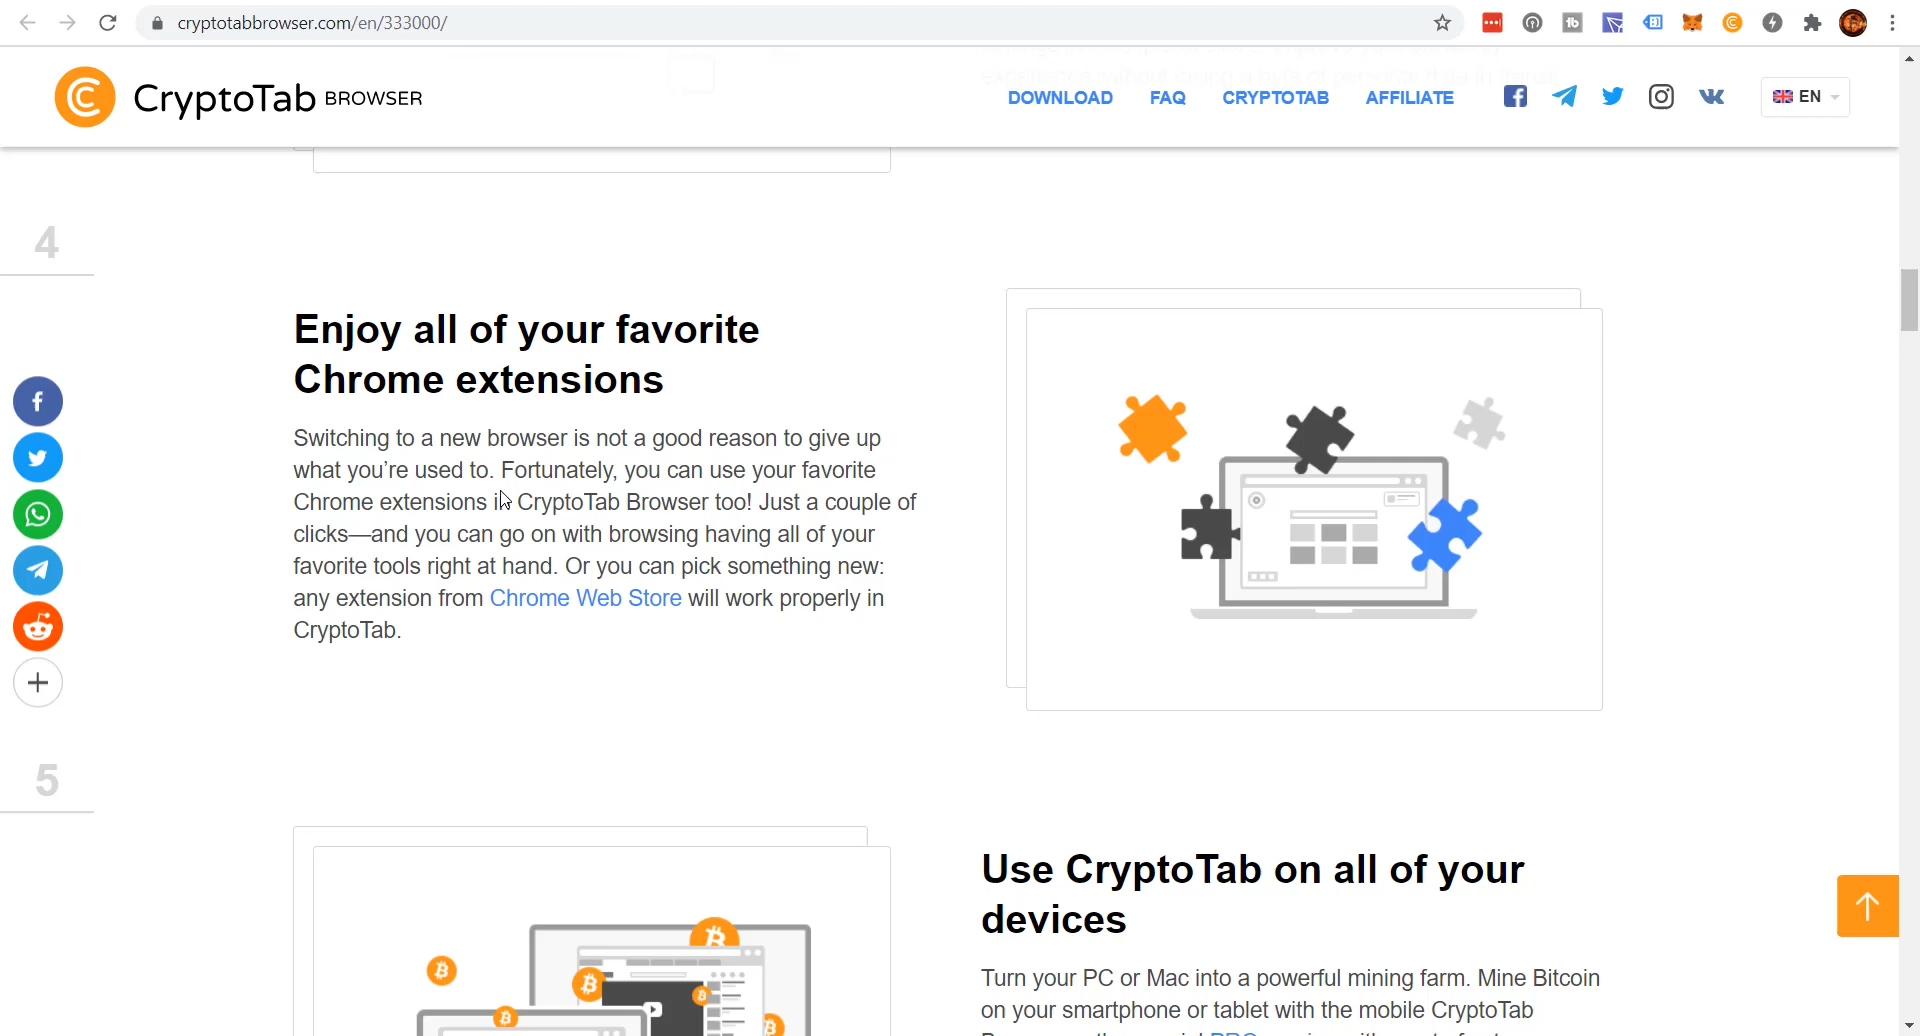 cryptotabbrowser.com/en/333000/
CryptoTab BROWSER
DOWNLOAD FAQ CRYPTOTAB AFFILIATE EN
4
Enjoy all of your favorite
Chrome extensions
Switching to a new browser is not a good reason to give up
what you’re used to. Fortunately, you can use your favorite
Chrome extensions in CryptoTab Browser too! Just a couple of
clicks—and you can go on with browsing having all of your
favorite tools right at hand. Or you can pick something new:
any extension from Chrome Web Store will work properly in
CryptoTab.
5
Use CryptoTab on all of your
devices
Turn your PC or Mac into a powerful mining farm. Mine Bitcoin
on your smartphone or tablet with the mobile CryptoTab